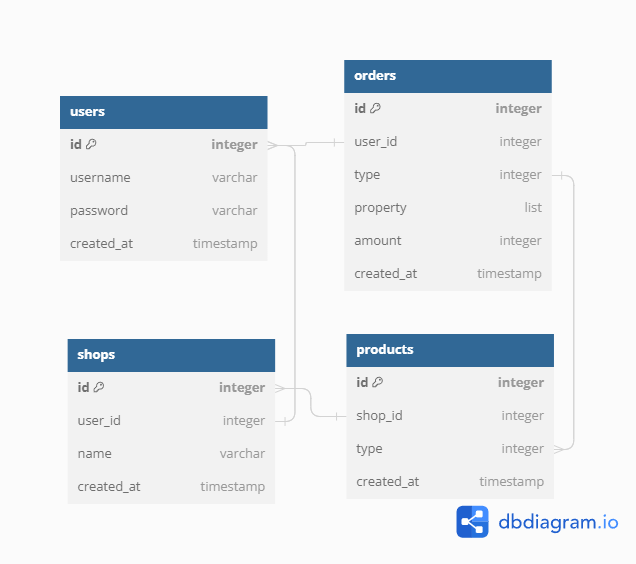 users
id integer
username varchar
password varchar
created_at timestamp
orders
id integer
user_id integer
type integer
property list
amount integer
created_at timestamp
shops
id integer
user_id integer
name varchar
created_at timestamp
products
id integer
shop_id integer
type integer
created_at timestamp
dbdiagram.io